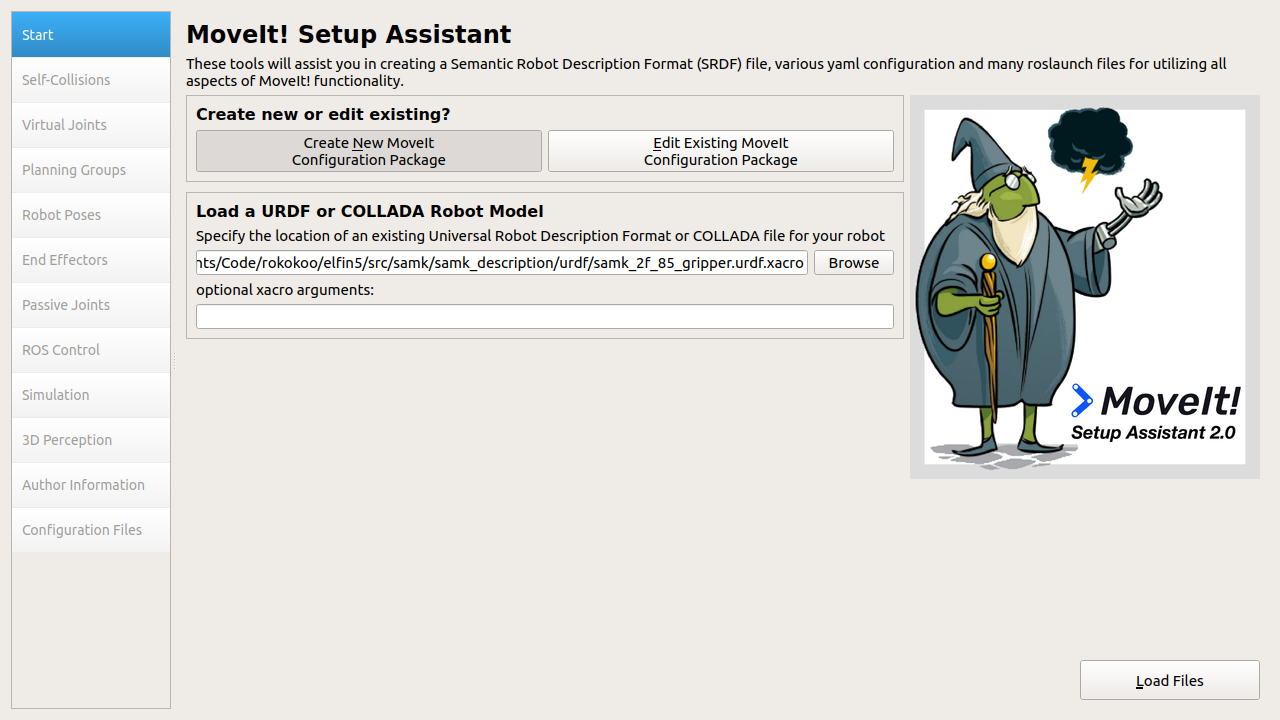 Start
Self-Collisions
Virtual Joints
Planning Groups
Robot Poses
End Effectors
Passive Joints
ROS Control
Simulation
3D Perception
Author Information
Configuration Files
MoveIt! Setup Assistant
These tools will assist you in creating a Semantic Robot Description Format (SRDF) file, various yaml configuration and many roslaunch files for utilizing all
aspects of MoveIt! functionality.
Create new or edit existing?
Create New MoveIt
Configuration Package
Edit Existing MoveIt
Configuration Package
Load a URDF or COLLADA Robot Model
Specify the location of an existing Universal Robot Description Format or COLLADA file for your robot
nts/Code/rokokoo/elfin5/src/samk/samk_description/urdf/samk_2f_85_gripper.urdf.xacro
Browse
optional xacro arguments:
MoveIt!
Setup Assistant 2.0
Load Files